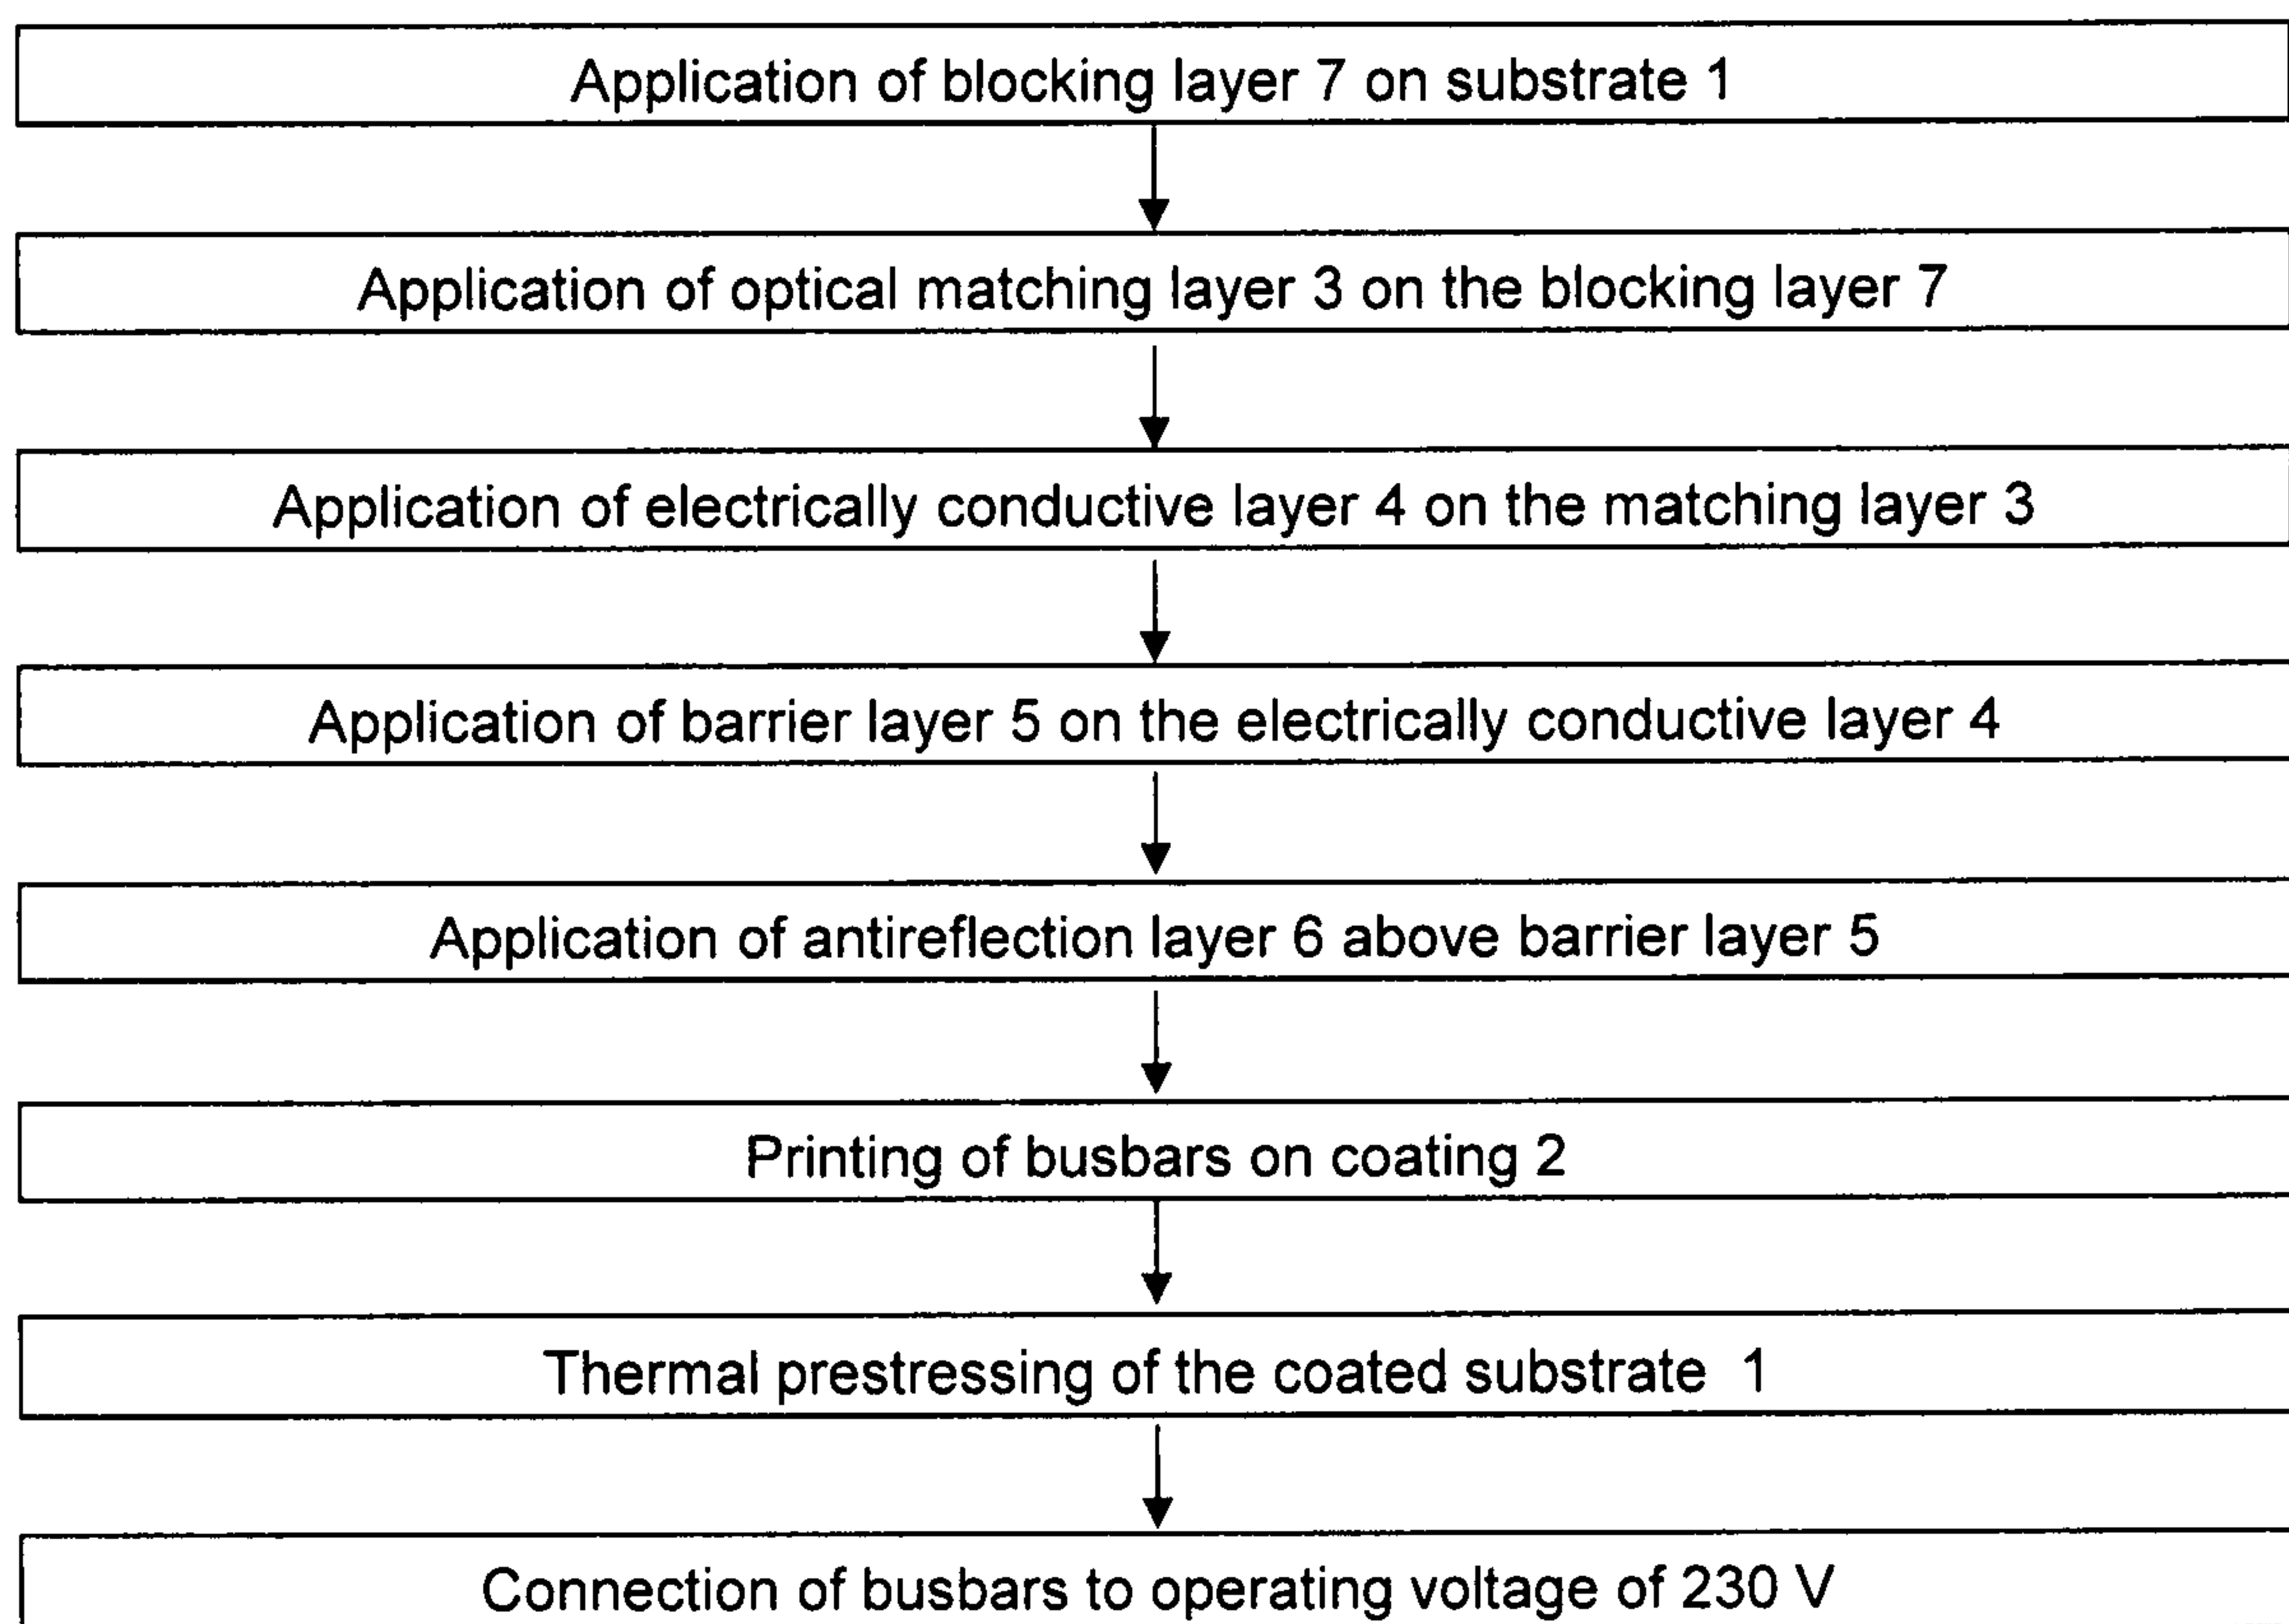 Application of blocking layer 7 on substrate 1
Application of optical matching layer 3 on the blocking layer 7
Application of electrically conductive layer 4 on the matching layer 3
Application of barrier layer 5 on the electrically conductive layer 4
Application of antireflection layer 6 above barrier layer 5
Printing of busbars on coating 2
Thermal prestressing of the coated substrate 1
Connection of busbars to operating voltage of 230 V